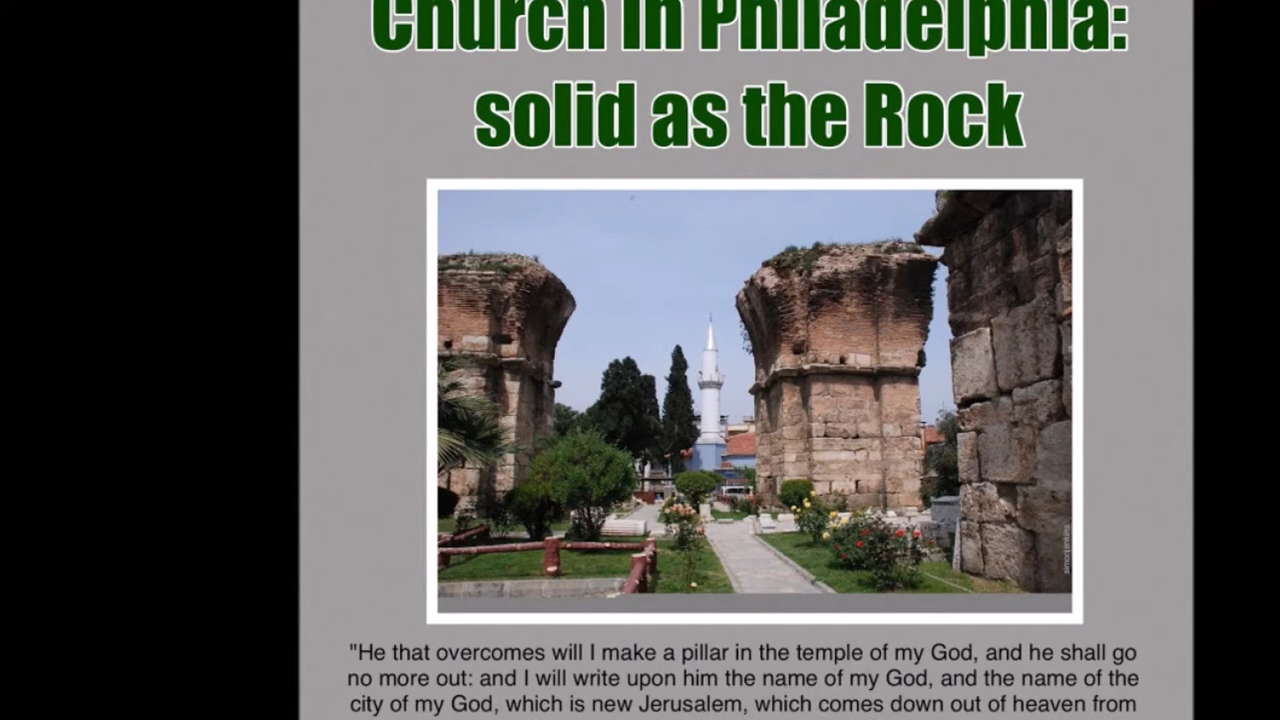 Church in Philadelphia:
solid as the Rock
"He that overcomes will I make a pillar in the temple of my God, and he shall go
no more out: and I will write upon him the name of my God, and the name of the
city of my God, which is new Jerusalem, which comes down out of heaven from